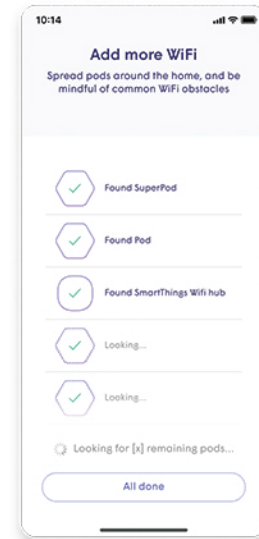 10:14
Add more WiFi
Spread pods around the home, and be
mindful of common WiFi obstacles
Found SuperPod
Found Pod
Found SmartThings Wifi hub
Looking...
Looking...
Looking for [x] remaining pods...
All done